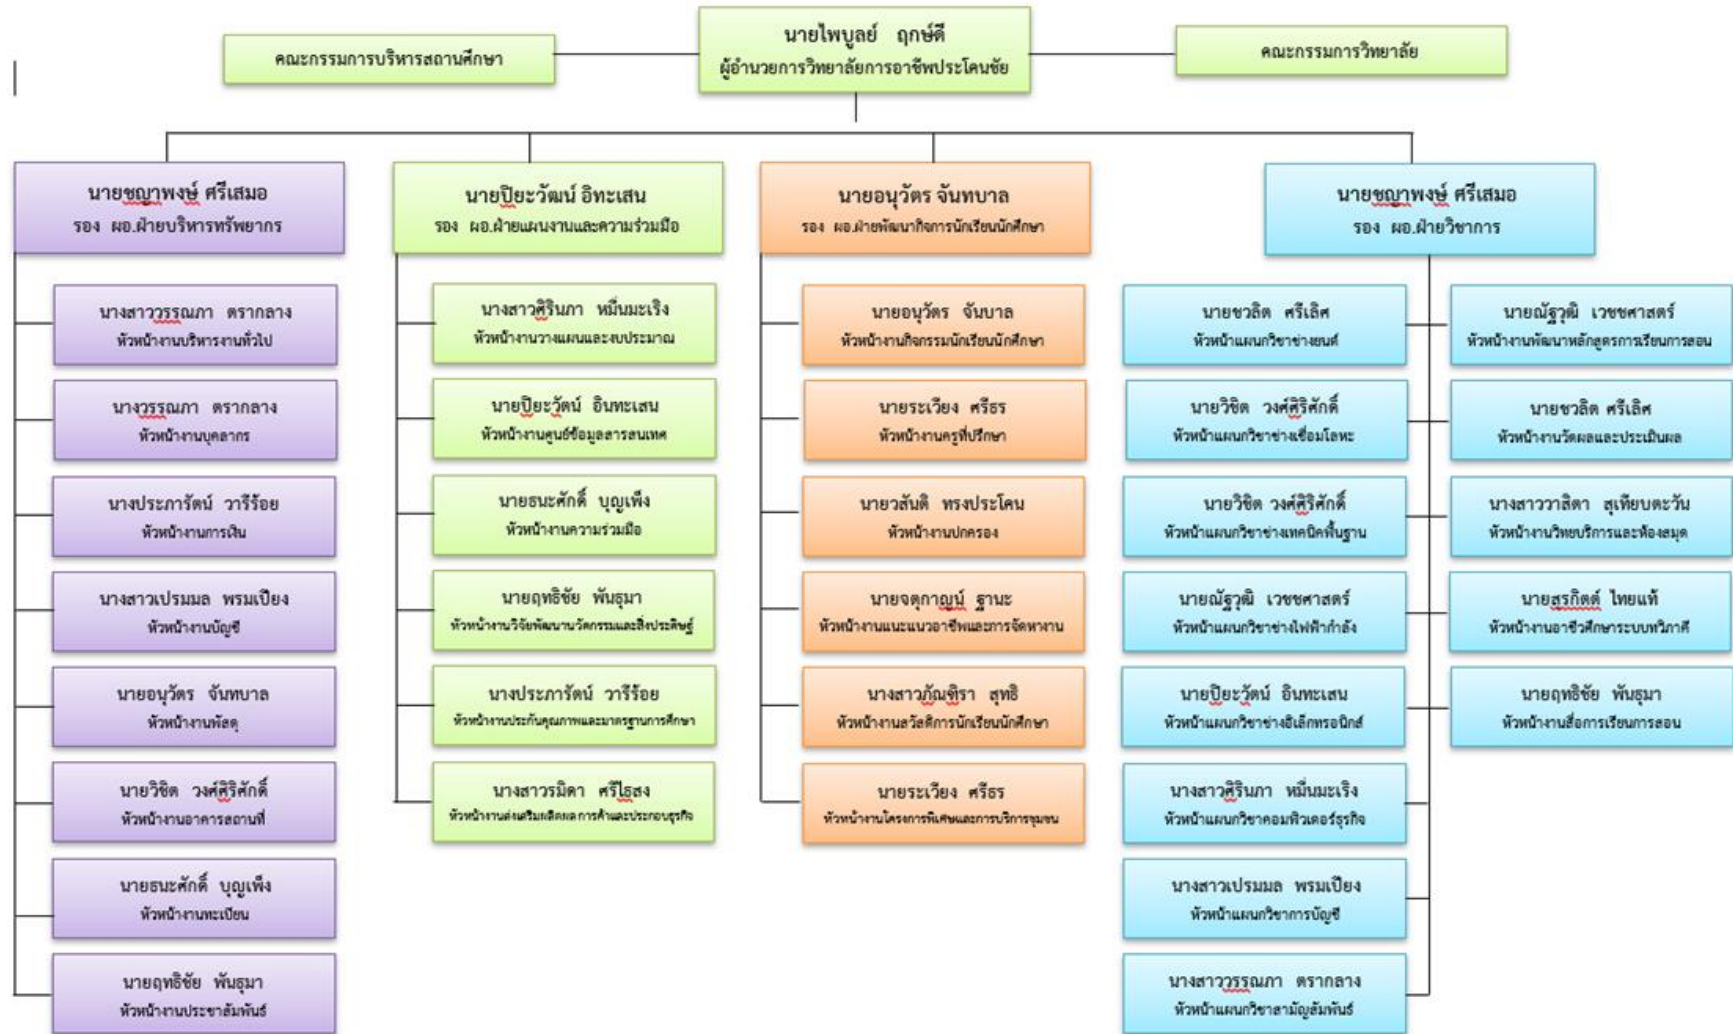 นายไพบูลย์ ฤกษ์ดี
ผู้อำนวยการวิทยาลัยการอาชีพประโคนชัย
คณะกรรมการบริหารสถานศึกษา
คณะกรรมการวิทยาลัย
นายชญาพงษ์ ศรีเสมอ
รอง ผอ.ฝ่ายบริหารทรัพยากร
นางสาววรรณภา ตรากลาง
หัวหน้างานบริหารงานทั่วไป
นางวรรณภา ตรากลาง
หัวหน้างานบุคลากร
นางประภารัตน์ วารีร้อย
หัวหน้างานการเงิน
นางสาวเปรมมล พรมเปียง
หัวหน้างานบัญชี
นายอนุวัตร จันทบาล
หัวหน้างานพัสดุ
นายวิชิต วงศ์ศิริศักดิ์
หัวหน้างานอาคารสถานที่
นายธนะศักดิ์ บุญเพ็ง
หัวหน้างานทะเบียน
นายฤทธิชัย พันธุมา
หัวหน้างานประชาสัมพันธ์
นายปิยะวัฒน์ อิทะเสน
รอง ผอ.ฝ่ายแผนงานและความร่วมมือ
นางสาวศิรินภา หมื่นมะเริง
หัวหน้างานวางแผนและงบประมาณ
นายปิยะวัตน์ อินทะเสน
หัวหน้างานศูนย์ข้อมูลสารสนเทศ
นายธนะศักดิ์ บุญเพ็ง
หัวหน้างานความร่วมมือ
นายฤทธิชัย พันธุมา
หัวหน้างานวิจัยพัฒนานวัตกรรมและสิ่งประดิษฐ์
นางประภารัตน์ วารีร้อย
หัวหน้างานประกันคุณภาพและมาตรฐานการศึกษา
นางสาวรมิดา ศรีไธสง
หัวหน้างานส่งเสริมผลิตผลการค้าและประกอบธุรกิจ
นายอนุวัตร จันทบาล
รอง ผอ.ฝ่ายพัฒนากิจการนักเรียนนักศึกษา
นายอนุวัตร จันบาล
หัวหน้างานกิจกรรมนักเรียนนักศึกษา
นายระเวียง ศรีธร
หัวหน้างานครูที่ปรึกษา
นายวสันติ ทรงประโคน
หัวหน้างานปกครอง
นายจตุกาญน์ ฐานะ
หัวหน้างานแนะแนวอาชีพและการจัดหางาน
นางสาวภัณฑิรา สุทธิ
หัวหน้างานสวัสดิการนักเรียนนักศึกษา
นายระเวียง ศรีธร
หัวหน้างานโครงการพิเศษและการบริการชุมชน
นายชญาพงษ์ ศรีเสมอ
รอง ผอ.ฝ่ายวิชาการ
นายชวลิต ศรีเลิศ
หัวหน้าแผนกวิชาช่างยนต์
นายวิชิต วงศ์ศิริศักดิ์
หัวหน้าแผนกวิชาช่างเชื่อมโลหะ
นายวิชิต วงศ์ศิริศักดิ์
หัวหน้าแผนกวิชาช่างเทคนิคพื้นฐาน
นายณัฐวุฒิ เวชชศาสตร์
หัวหน้าแผนกวิชาช่างไฟฟ้ากำลัง
นายปิยะวัตน์ อินทะเสน
หัวหน้าแผนกวิชาช่างอิเล็กทรอนิกส์
นางสาวศิรินภา หมื่นมะเริง
หัวหน้าแผนกวิชาคอมพิวเตอร์ธุรกิจ
นางสาวเปรมมล พรมเปียง
หัวหน้าแผนกวิชาการบัญชี
นางสาววรรณภา ตรากลาง
หัวหน้าแผนกวิชาสามัญสัมพันธ์
นายณัฐวุฒิ เวชชศาสตร์
หัวหน้างานพัฒนาหลักสูตรการเรียนการสอน
นายชวลิต ศรีเลิศ
หัวหน้างานวัดผลและประเมินผล
นางสาววาสิตา สุเทียบตะวัน
หัวหน้างานวิทยบริการและห้องสมุด
นายสุรกิตต์ ไทยแท้
หัวหน้างานอาชีวศึกษาระบบทวิภาคี
นายฤทธิชัย พันธุมา
หัวหน้างานสื่อการเรียนการสอน